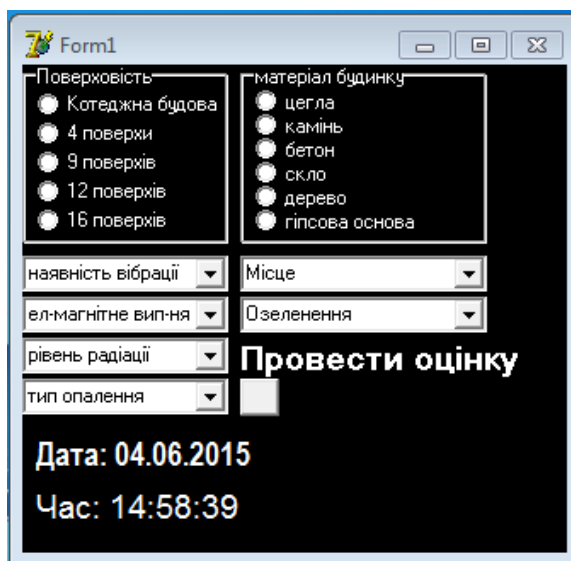 Form1
Поверховість
Котеджна будова
4 поверхи
9 поверхів
12 поверхів
16 поверхів
матеріал будинку
цегла
камінь
бетон
скло
дерево
гіпсова основа
наявність вібрації
Місце
ел-магнітне вип-ня
Озеленення
рівень радіації
тип опалення
Провести оцінку
Дата: 04.06.2015
Час: 14:58:39